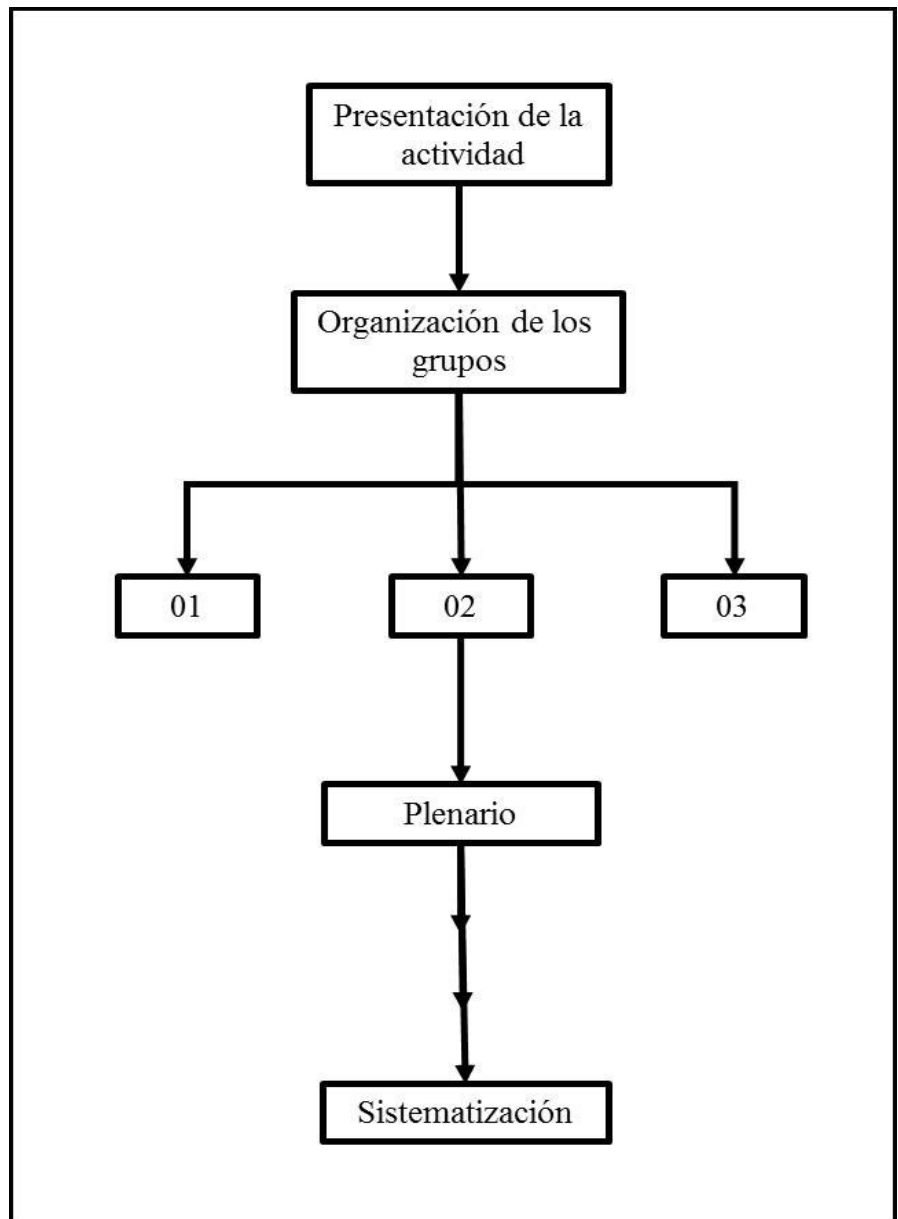 Presentación de la
actividad
Organización de los
grupos
01
02
03
Plenario
Sistematización